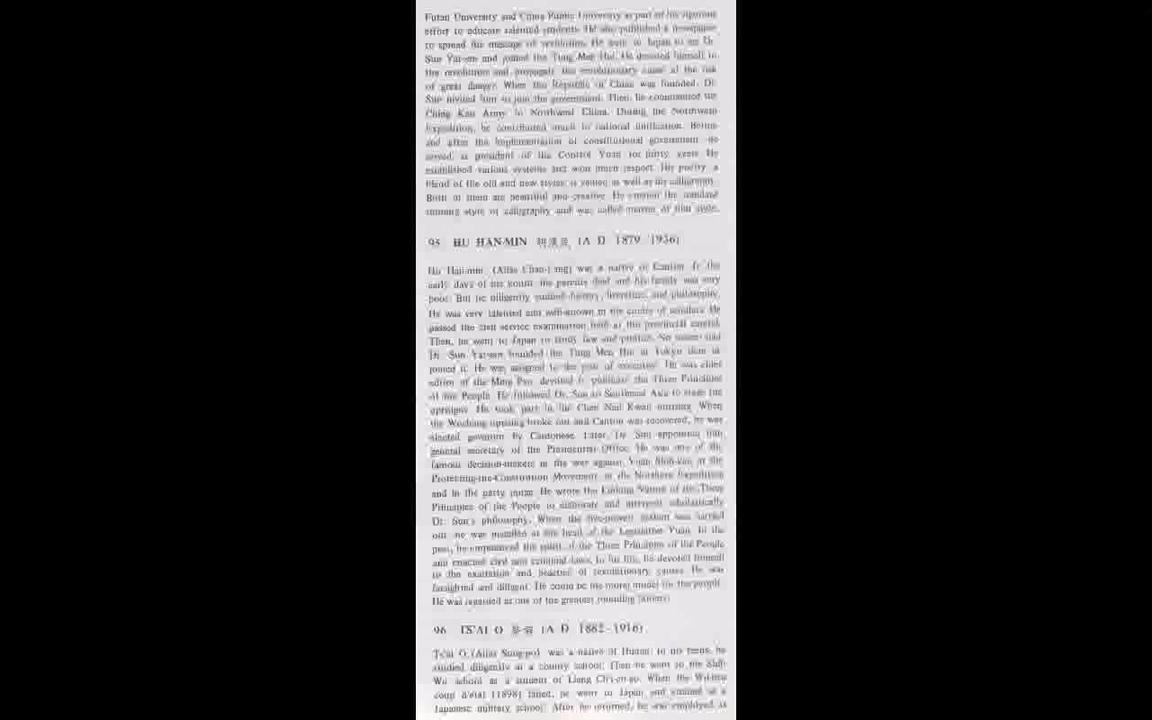 Futan University and China Public University as part of his vigorous
effort to educate talented students. He also published a newspaper
to spread the message of revolution. He went to Japan to see Dr.
Sun Yat-sen and joined the Tung Men Hui. He devoted himself to
the revolution and propagate the revolutionary cause at the risk
of great danger. When the Republic of China was founded, Dr.
Sun invited him to join the government. Then, he commanded the
Ching Kuo Army in Northwest China. During the Northern
Expedition, he contributed much to national unification. Before
and after the implementation of constitutional government he
served as president of the Control Yuan for thirty years. He
established various systems and won much respect. His poetry, a
blend of the old and new styles, is valued as well as his calligraphy.
Both of them are beautiful and creative. He created the standard
running style of calligraphy and was called master of that style.
95 HU HAN-MIN 胡漢民 (A D 1879 1936)
Hu Han-min (Alias Chan-tang) was a native of Canton. In the
early days of his youth, his parents died and his family was very
poor. But he diligently studied history, literature, and philosophy.
He was very talented and well-known in the circles of scholars. He
passed the civil service examination held at the provincial capital.
Then, he went to Japan to study law and politics. No sooner had
Dr. Sun Yat-sen founded the Tung Men Hui in Tokyo than he
joined it. He was assigned to the post of secretary. He was chief
editor of the Ming Pao devoted to publicize the Three Principles
of the People. He followed Dr. Sun to Southeast Asia to stage the
uprisings. He took part in the Chen Nan Kwan uprising. When
the Wuchang uprising broke out and Canton was recovered, he was
elected governor by Cantonese. Later, Dr. Sun appointed him
general secretary of the Presidential Office. He was one of the
famous decision-makers in the war against Yuan Shih-kai, in the
Protecting-the-Constitution Movement, in the Northern Expedition
and in the party purge. He wrote the Linking Nature of the Three
Principles of the People to elaborate and interpret scholastically
Dr. Sun's philosophy. When the five-power system was carried
out, he was installed as the head of the Legislative Yuan. In the
post, he emphasized the spirit of the Three Principles of the People
and enacted civil and criminal laws. In his life, he devoted himself
to the exaltation and practice of revolutionary causes. He was
farsighted and diligent. He could be the moral model for the people.
He was regarded as one of the greatest founding fathers.
96 TS'AI O 蔡鍔 (A D 1882-1916)
Ts'ai O (Alias Sung-po) was a native of Hunan. In his teens, he
studied diligently at a county school. Then he went to the Shih
Wu school as a student of Liang Ch'i-ch'ao. When the Wu-hsu
coup d'etat (1898) failed, he went to Japan and studied at a
Japanese military school. After he returned, he was employed as